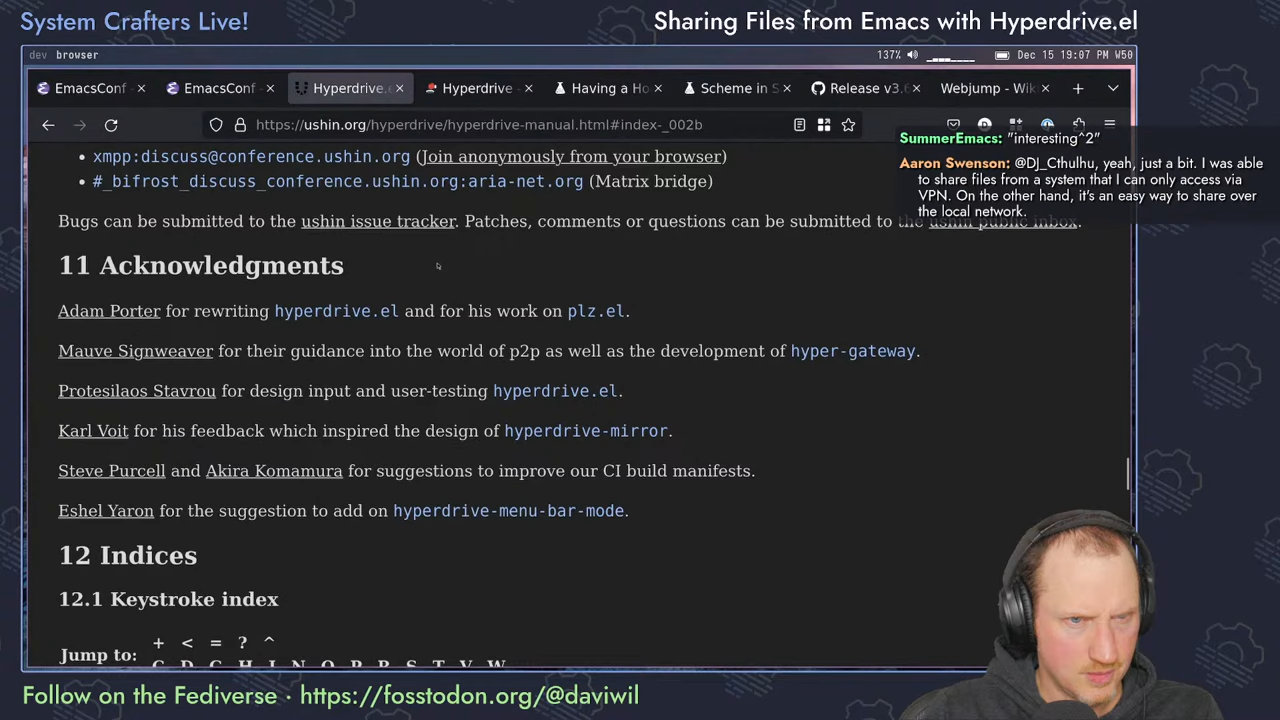 System Crafters Live!
Sharing Files from Emacs with Hyperdrive.el
dev browser
137%
Dec 15 19:07 PM W50
EmacsConf -
EmacsConf -
Hyperdrive.e
Hyperdrive -
Having a Ho
Scheme in S
Release v3.6
Webjump - Wiki
https://ushin.org/hyperdrive/hyperdrive-manual.html#index-_002b
SummerEmacs: "interesting^2"
Aaron Swenson: @DJ_Cthulhu, yeah, just a bit. I was able
to share files from a system that I can only access via
VPN. On the other hand, it's an easy way to share over
the local network.
• xmpp:discuss@conference.ushin.org (Join anonymously from your browser)
• #_bifrost_discuss_conference.ushin.org:aria-net.org (Matrix bridge)
Bugs can be submitted to the ushin issue tracker. Patches, comments or questions can be submitted to the ushin public inbox.
11 Acknowledgments
Adam Porter for rewriting hyperdrive.el and for his work on plz.el.
Mauve Signweaver for their guidance into the world of p2p as well as the development of hyper-gateway.
Protesilaos Stavrou for design input and user-testing hyperdrive.el.
Karl Voit for his feedback which inspired the design of hyperdrive-mirror.
Steve Purcell and Akira Komamura for suggestions to improve our CI build manifests.
Eshel Yaron for the suggestion to add on hyperdrive-menu-bar-mode.
12 Indices
12.1 Keystroke index
Jump to: + < = ? ^
Follow on the Fediverse · https://fosstodon.org/@daviwil